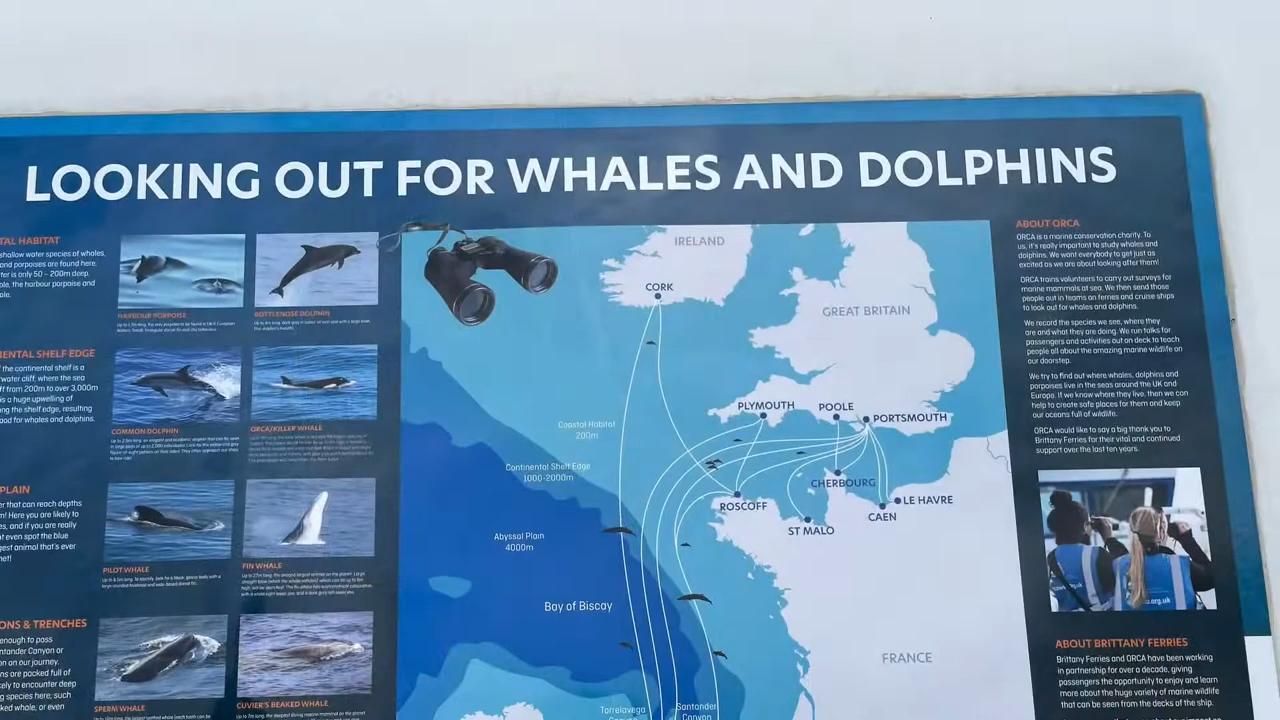 LOOKING OUT FOR WHALES AND DOLPHINS
TAL HABITAT
shallow water species of whales,
and porpoises are found here.
ter is only 50 – 200m deep.
ole, the harbour porpoise and
ale.
HARBOUR PORPOISE
BOTTLENOSE DOLPHIN
NENTAL SHELF EDGE
f the continental shelf is a
water cliff, where the sea
ff from 200m to over 3,000m
is a huge upwelling of
ng the shelf edge, resulting
ood for whales and dolphins.
COMMON DOLPHIN
ORCA/KILLER WHALE
PLAIN
er that can reach depths
m! Here you are likely to
es, and if you are really
t even spot the blue
gest animal that's ever
net!
PILOT WHALE
FIN WHALE
ONS & TRENCHES
enough to pass
ntander Canyon or
on on our journey.
ns are packed full of
ely to encounter deep
g species here, such
ked whale, or even
SPERM WHALE
CUVIER'S BEAKED WHALE
IRELAND
CORK
GREAT BRITAIN
PLYMOUTH
POOLE
PORTSMOUTH
Coastal Habitat
200m
Continental Shelf Edge
1000-2000m
CHERBOURG
LE HAVRE
ROSCOFF
CAEN
ST MALO
Abyssal Plain
4000m
Bay of Biscay
FRANCE
Torrelavega
Santander
Canyon
ABOUT ORCA
ORCA is a marine conservation charity. To
us, it's really important to study whales and
dolphins. We want everybody to get just as
excited as we are about looking after them!
ORCA trains volunteers to carry out surveys for
marine mammals at sea. We then send those
people out in teams on ferries and cruise ships
to look out for whales and dolphins.
We record the species we see, where they
are and what they are doing. We run talks for
passengers and activities out on deck to teach
people all about the amazing marine wildlife on
our doorstep.
We try to find out where whales, dolphins and
porpoises live in the seas around the UK and
Europe. If we know where they live, then we can
help to create safe places for them and keep
our oceans full of wildlife.
ORCA would like to say a big thank you to
Brittany Ferries for their vital and continued
support over the last ten years.
.org.uk
ABOUT BRITTANY FERRIES
Brittany Ferries and ORCA have been working
in partnership for over a decade, giving
passengers the opportunity to enjoy and learn
more about the huge variety of marine wildlife
that can be seen from the decks of the ship.